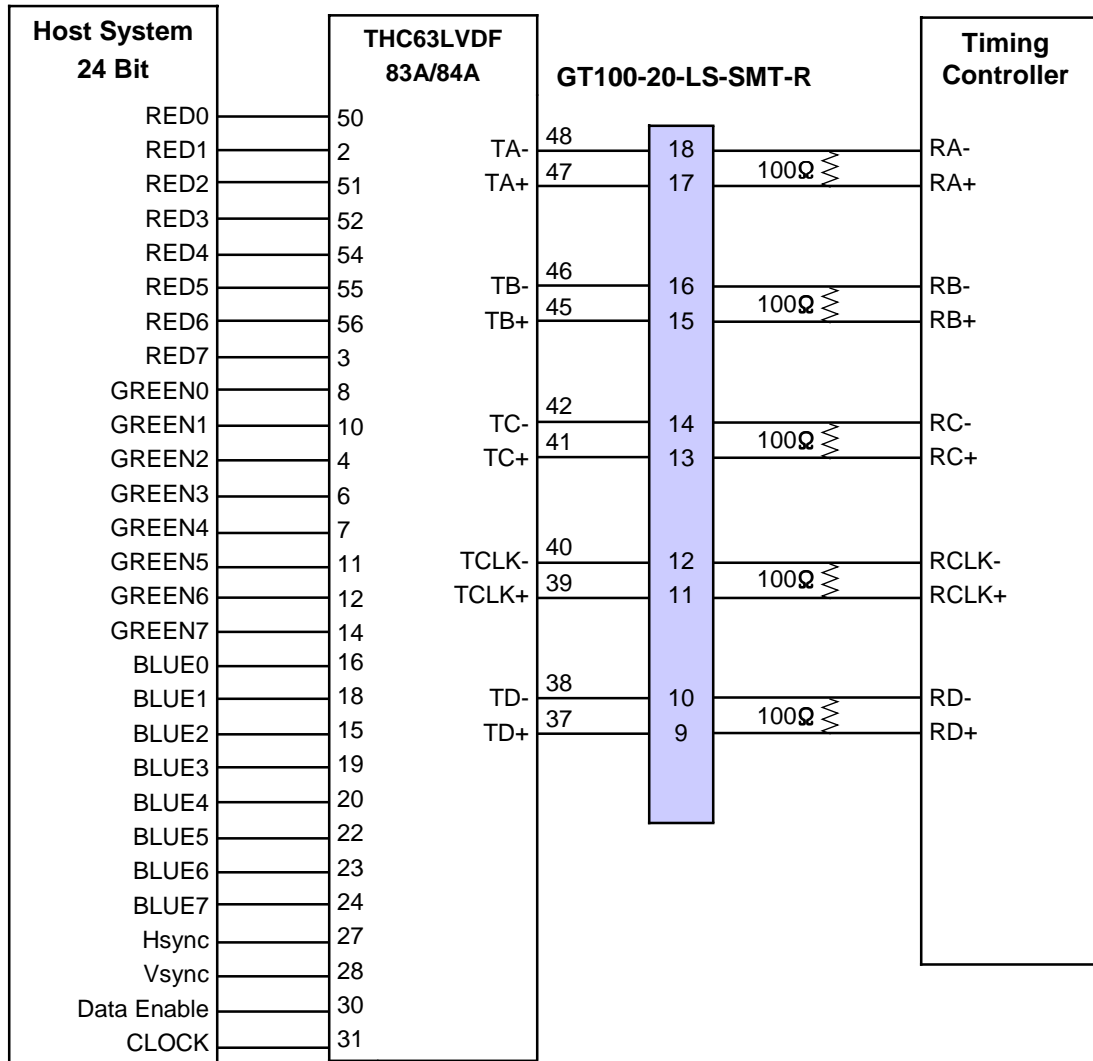 Host System
24 Bit
RED0
RED1
RED2
RED3
RED4
RED5
RED6
RED7
GREEN0
GREEN1
GREEN2
GREEN3
GREEN4
GREEN5
GREEN6
GREEN7
BLUE0
BLUE1
BLUE2
BLUE3
BLUE4
BLUE5
BLUE6
BLUE7
Hsync
Vsync
Data Enable
CLOCK
THC63LVDF
83A/84A
50
2
51
52
54
55
56
3
8
10
4
6
7
11
12
14
16
18
15
19
20
22
23
24
27
28
30
31
TA-
TA+
TB-
TB+
TC-
TC+
TCLK-
TCLK+
TD-
TD+
48
47
46
45
42
41
40
39
38
37
GT100-20-LS-SMT-R
18
17
16
15
14
13
12
11
10
9
100Ω
100Ω
100Ω
100Ω
100Ω
Timing
Controller
RA-
RA+
RB-
RB+
RC-
RC+
RCLK-
RCLK+
RD-
RD+